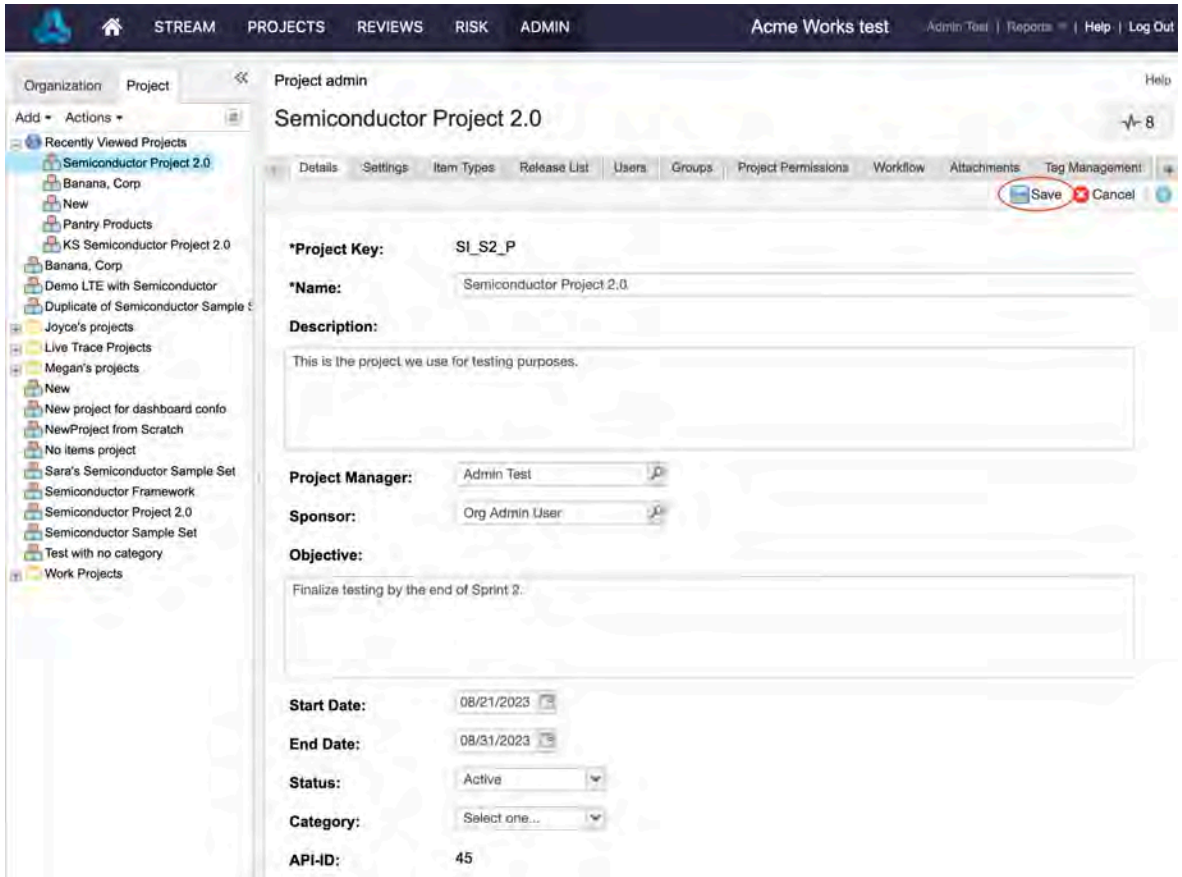 STREAM PROJECTS REVIEWS RISK ADMIN Acme Works test Admin Test | Reports | Help | Log Out
Organization Project
Add Actions
Recently Viewed Projects
Semiconductor Project 2.0
Banana, Corp
New
Pantry Products
KS Semiconductor Project 2.0
Banana, Corp
Demo LTE with Semiconductor
Duplicate of Semiconductor Sample S
Joyce's projects
Live Trace Projects
Megan's projects
New
New project for dashboard confo
NewProject from Scratch
No items project
Sara's Semiconductor Sample Set
Semiconductor Framework
Semiconductor Project 2.0
Semiconductor Sample Set
Test with no category
Work Projects
Project admin Help
Semiconductor Project 2.0 8
Details Settings Item Types Release List Users Groups Project Permissions Workflow Attachments Tag Management
Save Cancel
*Project Key: SI_S2_P
*Name: Semiconductor Project 2.0
Description:
This is the project we use for testing purposes.
Project Manager: Admin Test
Sponsor: Org Admin User
Objective:
Finalize testing by the end of Sprint 2.
Start Date: 08/21/2023
End Date: 08/31/2023
Status: Active
Category: Select one...
API-ID: 45